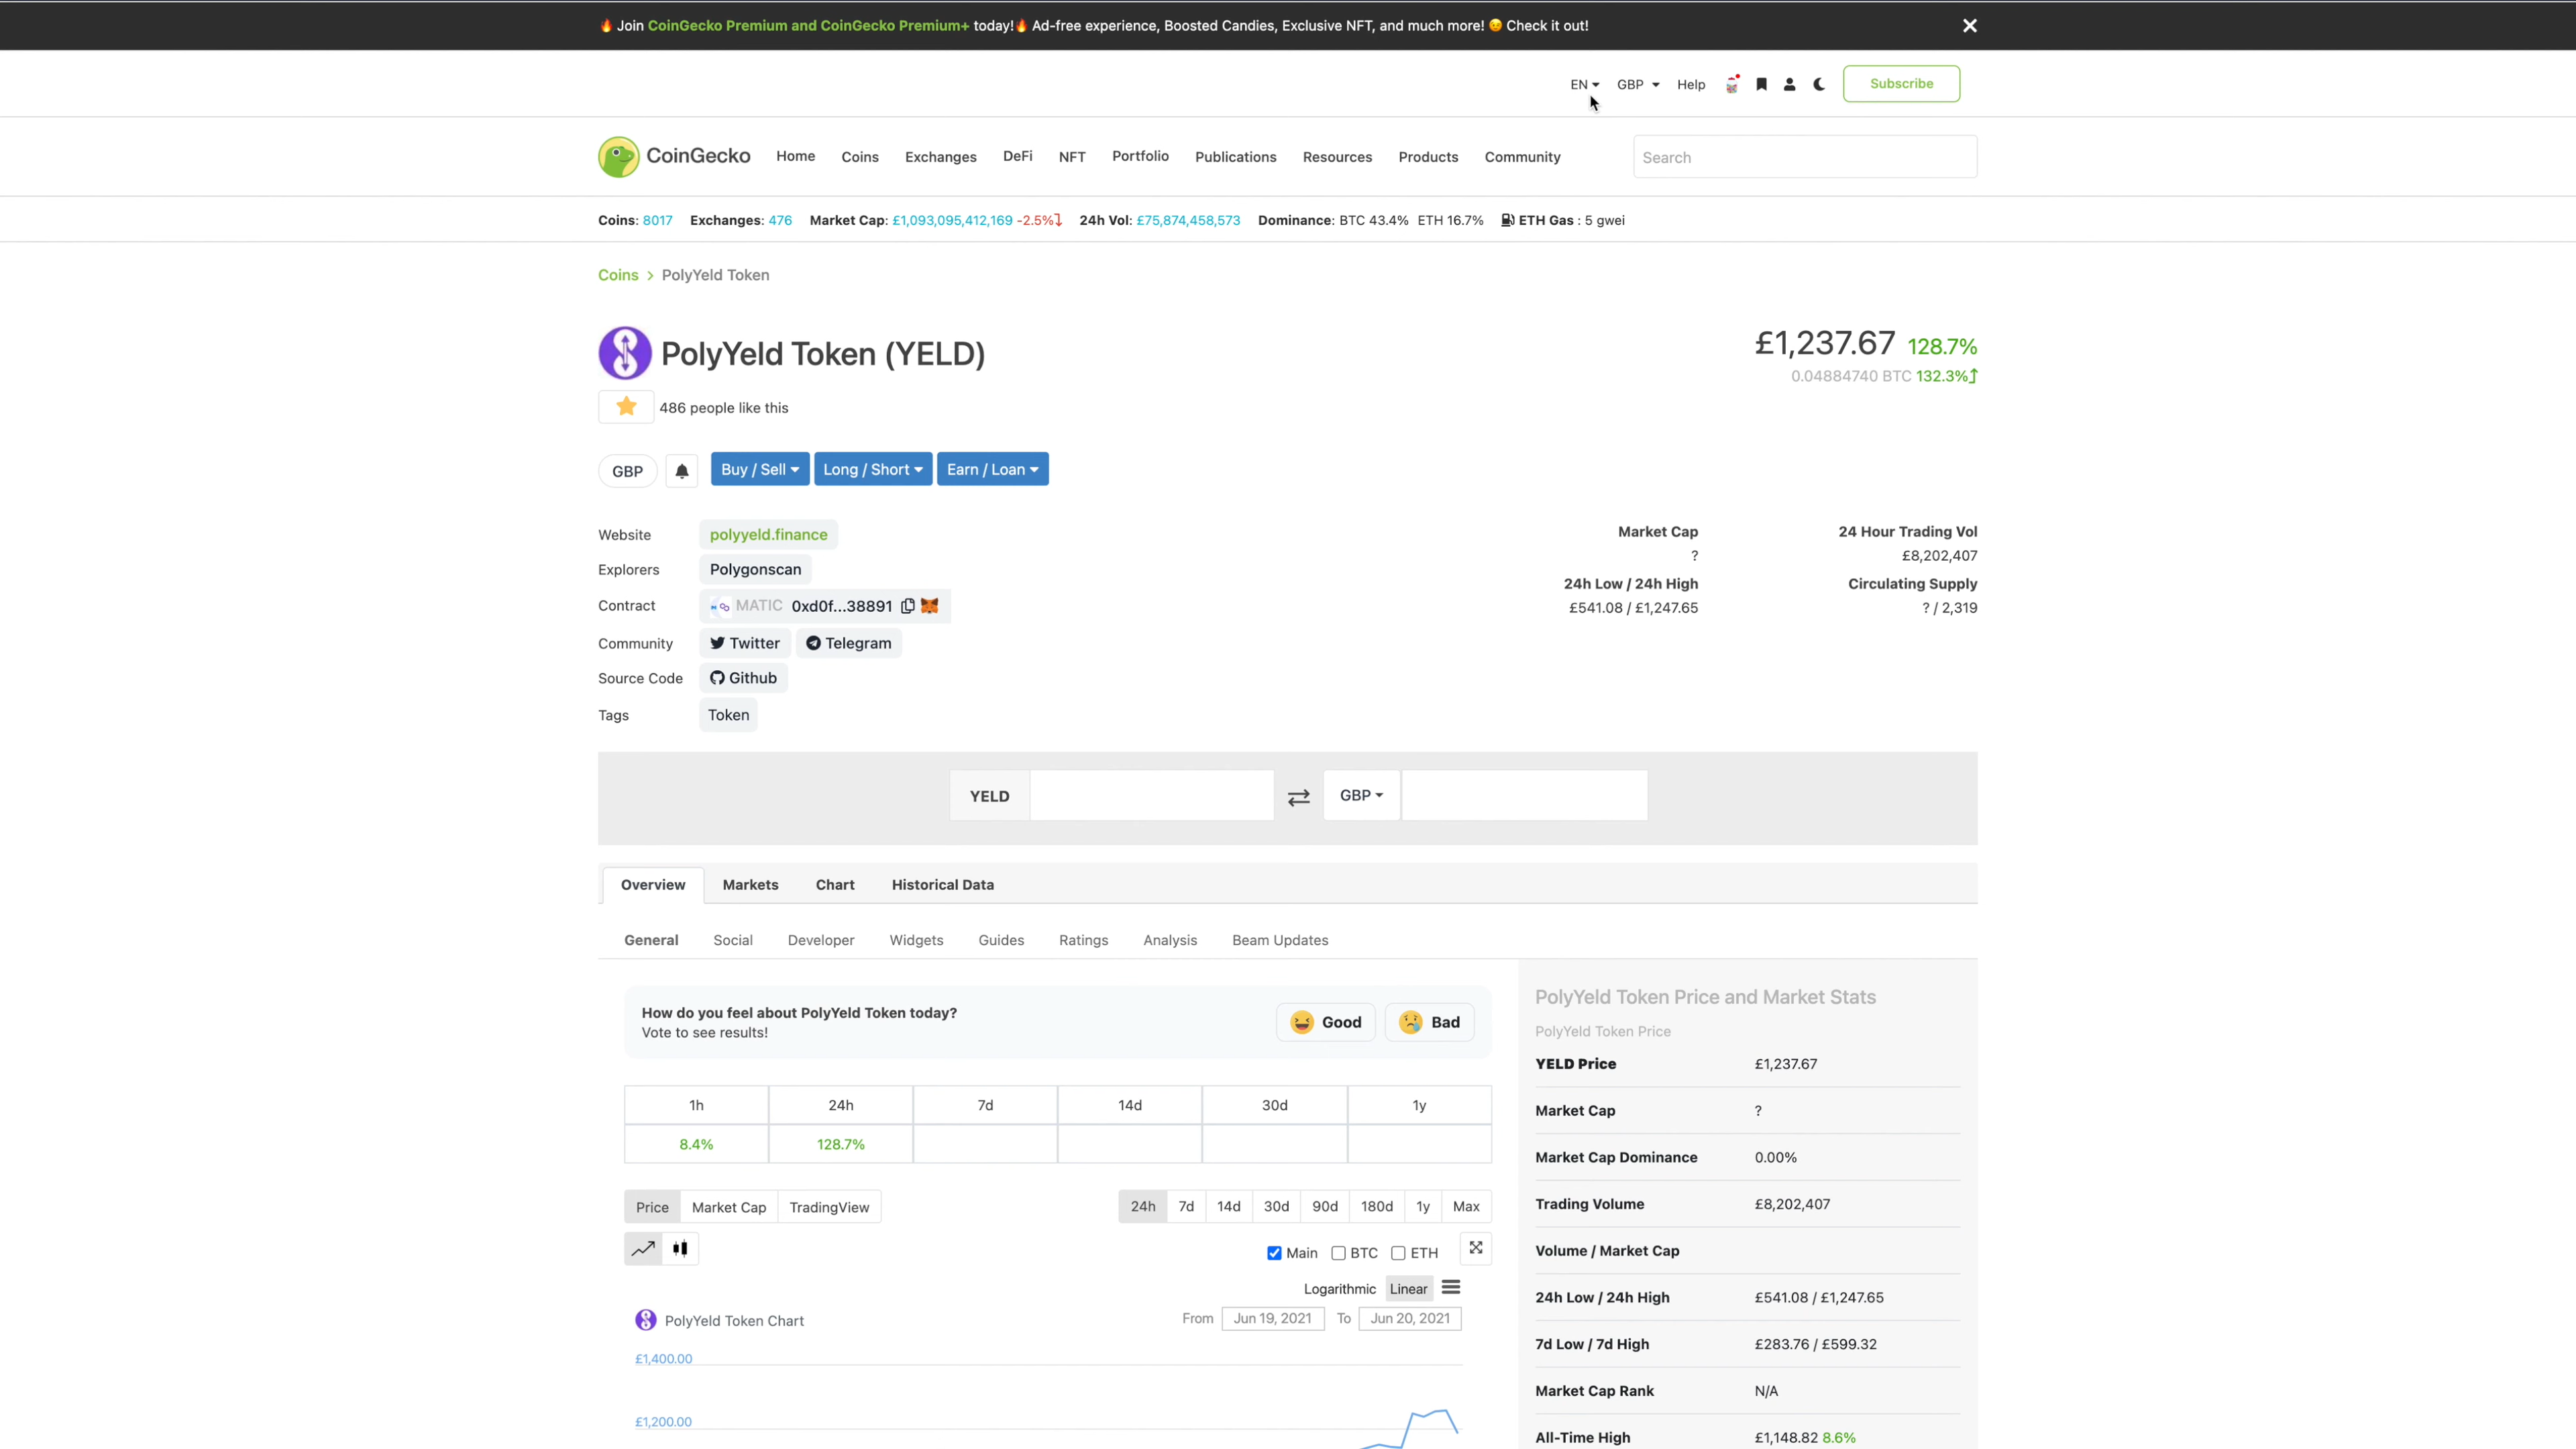 🔥 Join CoinGecko Premium and CoinGecko Premium+ today!🔥 Ad-free experience, Boosted Candies, Exclusive NFT, and much more! 😉 Check it out!
EN GBP Help Subscribe
CoinGecko Home Coins Exchanges DeFi NFT Portfolio Publications Resources Products Community Search
Coins: 8017 Exchanges: 476 Market Cap: £1,093,095,412,169 -2.5% 24h Vol: £75,874,458,573 Dominance: BTC 43.4% ETH 16.7% ETH Gas : 5 gwei
Coins > PolyYeld Token
PolyYeld Token (YELD)
£1,237.67 128.7%
0.04884740 BTC 132.3%
486 people like this
GBP Buy / Sell Long / Short Earn / Loan
Website polyyeld.finance
Explorers Polygonscan
Contract MATIC 0xd0f...38891
Community Twitter Telegram
Source Code Github
Tags Token
Market Cap 24 Hour Trading Vol
? £8,202,407
24h Low / 24h High Circulating Supply
£541.08 / £1,247.65 ? / 2,319
YELD GBP
Overview Markets Chart Historical Data
General Social Developer Widgets Guides Ratings Analysis Beam Updates
How do you feel about PolyYeld Token today?
Vote to see results!
Good Bad
1h 24h 7d 14d 30d 1y
8.4% 128.7%
Price Market Cap TradingView
24h 7d 14d 30d 90d 180d 1y Max
Main BTC ETH
Logarithmic Linear
PolyYeld Token Chart
From Jun 19, 2021 To Jun 20, 2021
£1,400.00
£1,200.00
PolyYeld Token Price and Market Stats
PolyYeld Token Price
YELD Price £1,237.67
Market Cap ?
Market Cap Dominance 0.00%
Trading Volume £8,202,407
Volume / Market Cap
24h Low / 24h High £541.08 / £1,247.65
7d Low / 7d High £283.76 / £599.32
Market Cap Rank N/A
All-Time High £1,148.82 8.6%